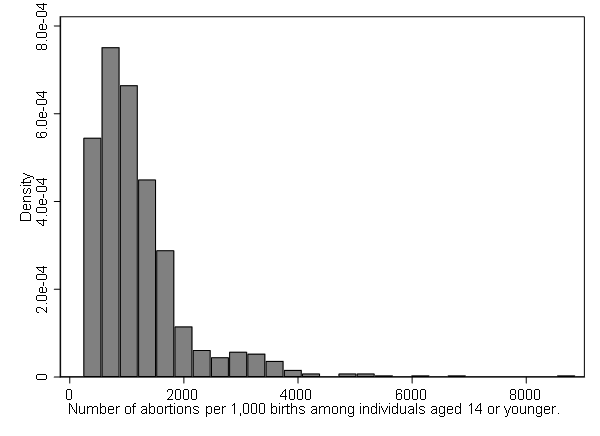 8.0e-04
6.0e-04
4.0e-04
2.0e-04
0
Density
0 2000 4000 6000 8000
Number of abortions per 1,000 births among individuals aged 14 or younger.